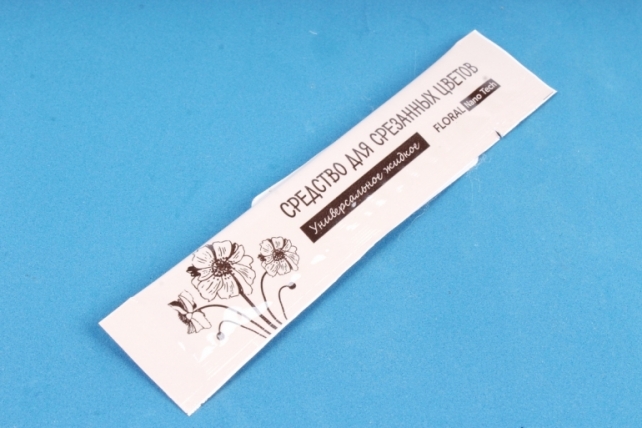 СРЕДСТВО ДЛЯ СРЕЗАННЫХ ЦВЕТОВ
Универсальное жидкое
FLORAL Nano Tech